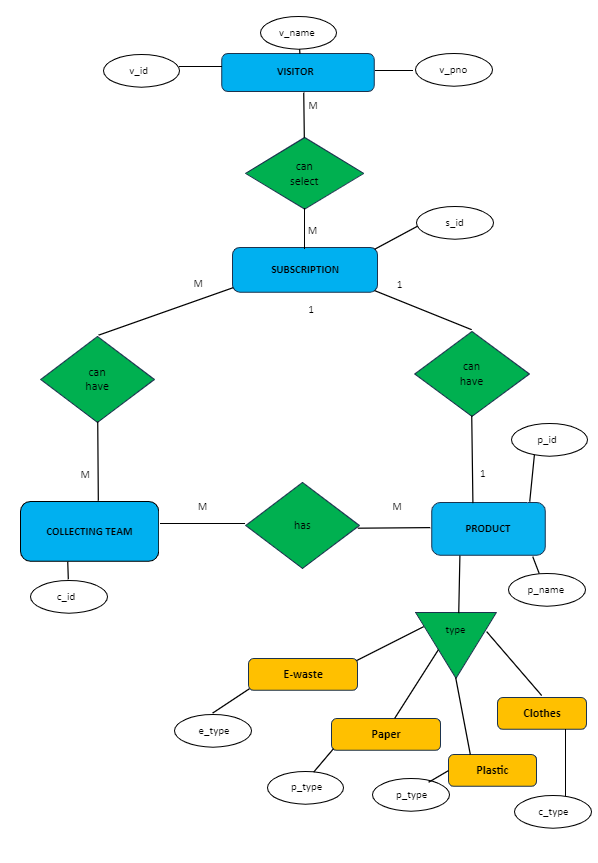 v_name
v_id
VISITOR
v_pno
M
can
select
M
s_id
SUBSCRIPTION
M
1
1
can
have
can
have
p_id
M
1
M
M
COLLECTING TEAM
has
PRODUCT
c_id
p_name
type
E-waste
Clothes
e_type
Paper
Plastic
p_type
p_type
c_type